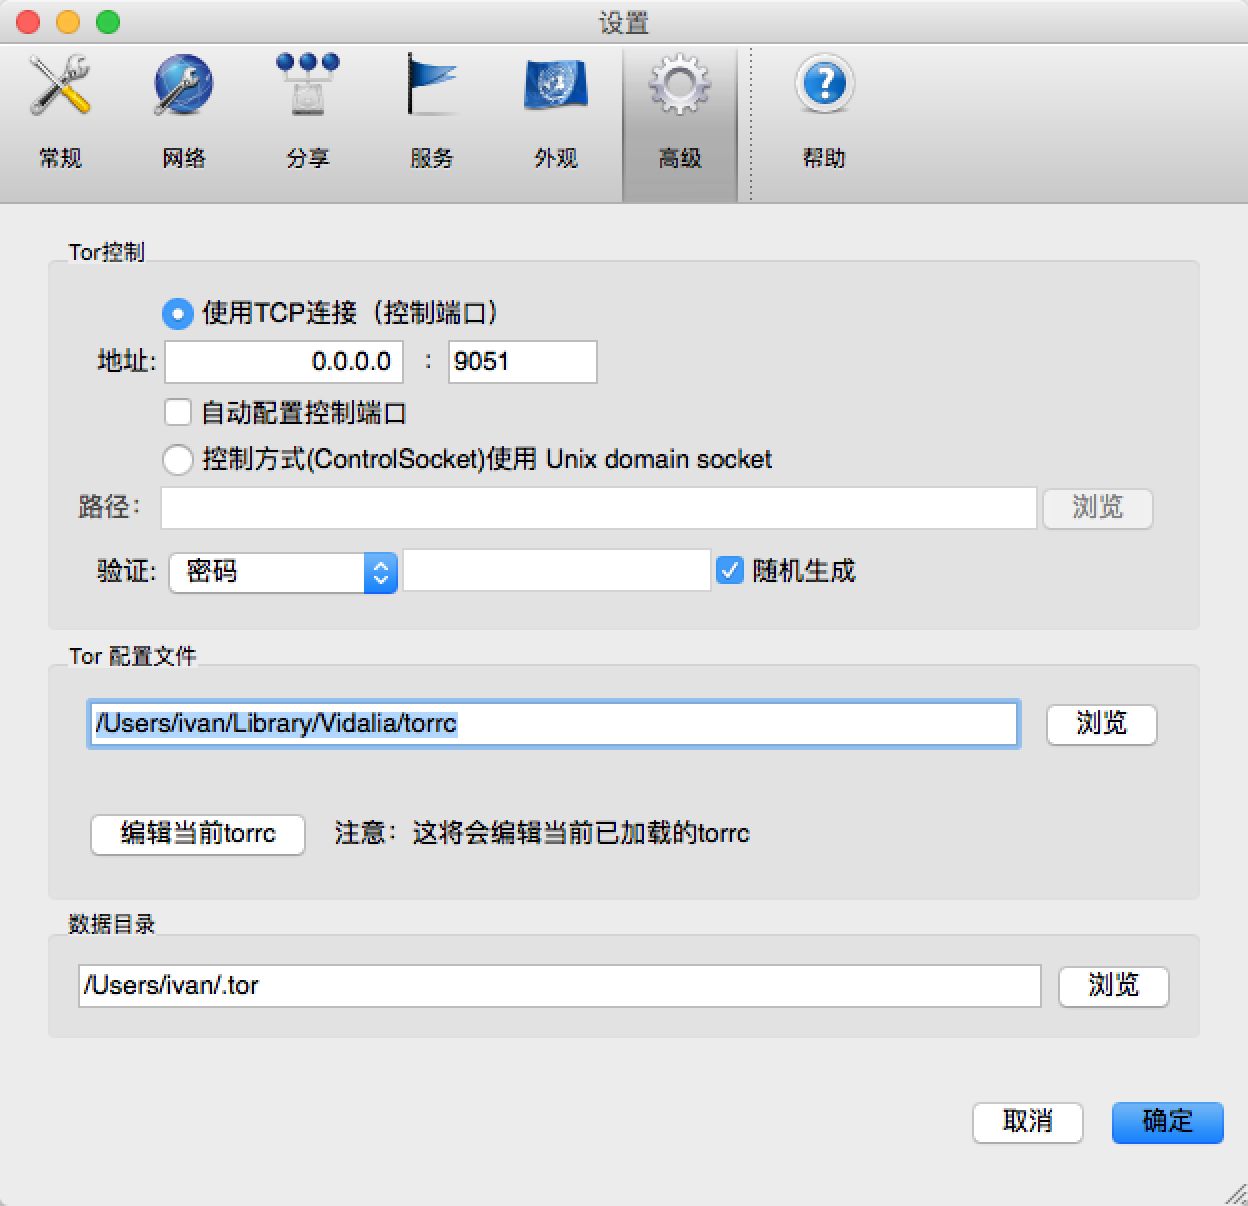 设置
常规 网络 分享 服务 外观 高级 帮助
Tor控制
使用TCP连接（控制端口）
地址: 0.0.0.0 : 9051
自动配置控制端口
控制方式(ControlSocket)使用 Unix domain socket
路径： 浏览
验证: 密码 随机生成
Tor 配置文件
/Users/ivan/Library/Vidalia/torrc 浏览
编辑当前torrc 注意：这将会编辑当前已加载的torrc
数据目录
/Users/ivan/.tor 浏览
取消 确定